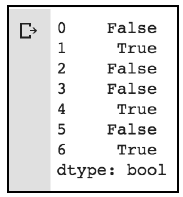 0 False
1 True
2 False
3 False
4 True
5 False
6 True
dtype: bool